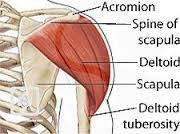 Acromion
Spine of
scapula
Deltoid
Scapula
Deltoid
tuberosity